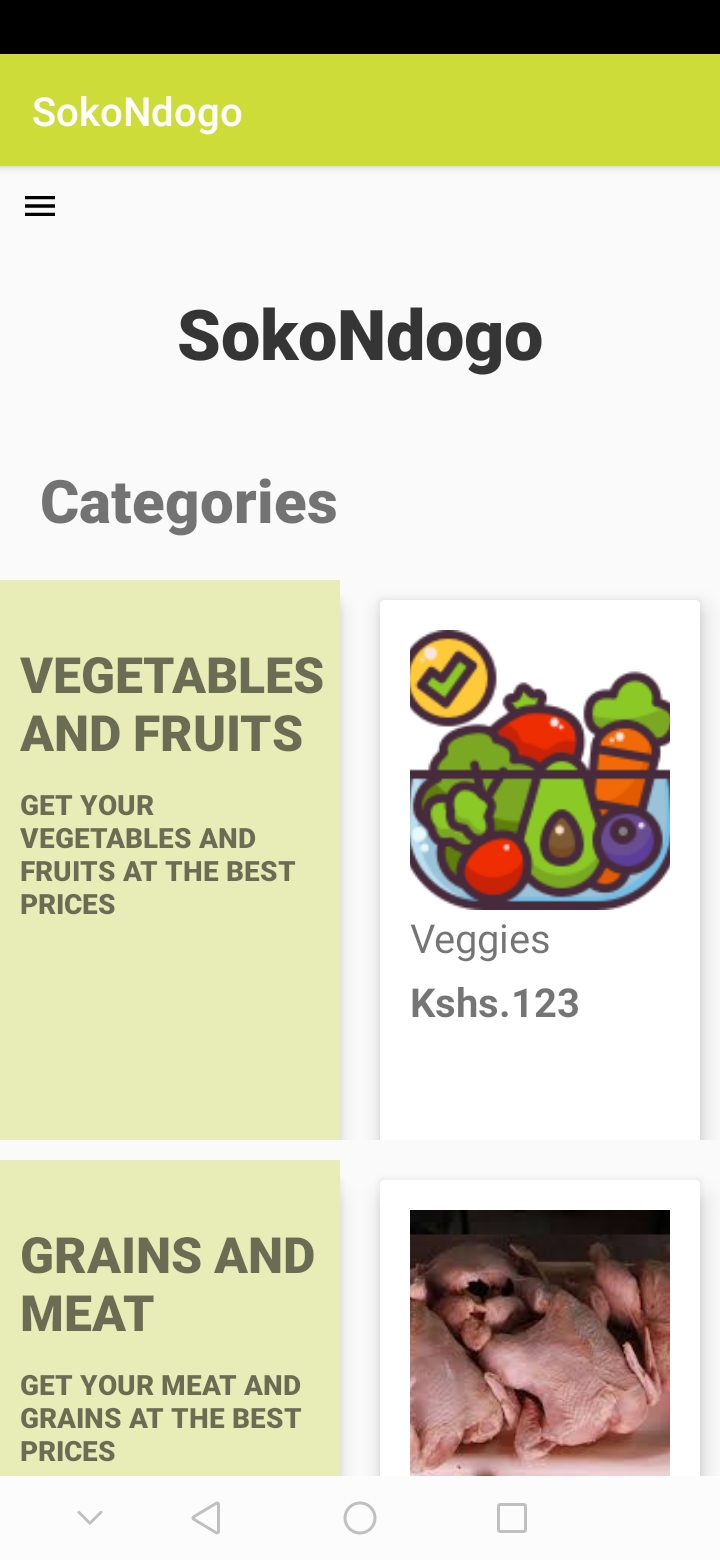 SokoNdogo
SokoNdogo
Categories
VEGETABLES
AND FRUITS
GET YOUR
VEGETABLES AND
FRUITS AT THE BEST
PRICES
Veggies
Kshs.123
GRAINS AND
MEAT
GET YOUR MEAT AND
GRAINS AT THE BEST
PRICES